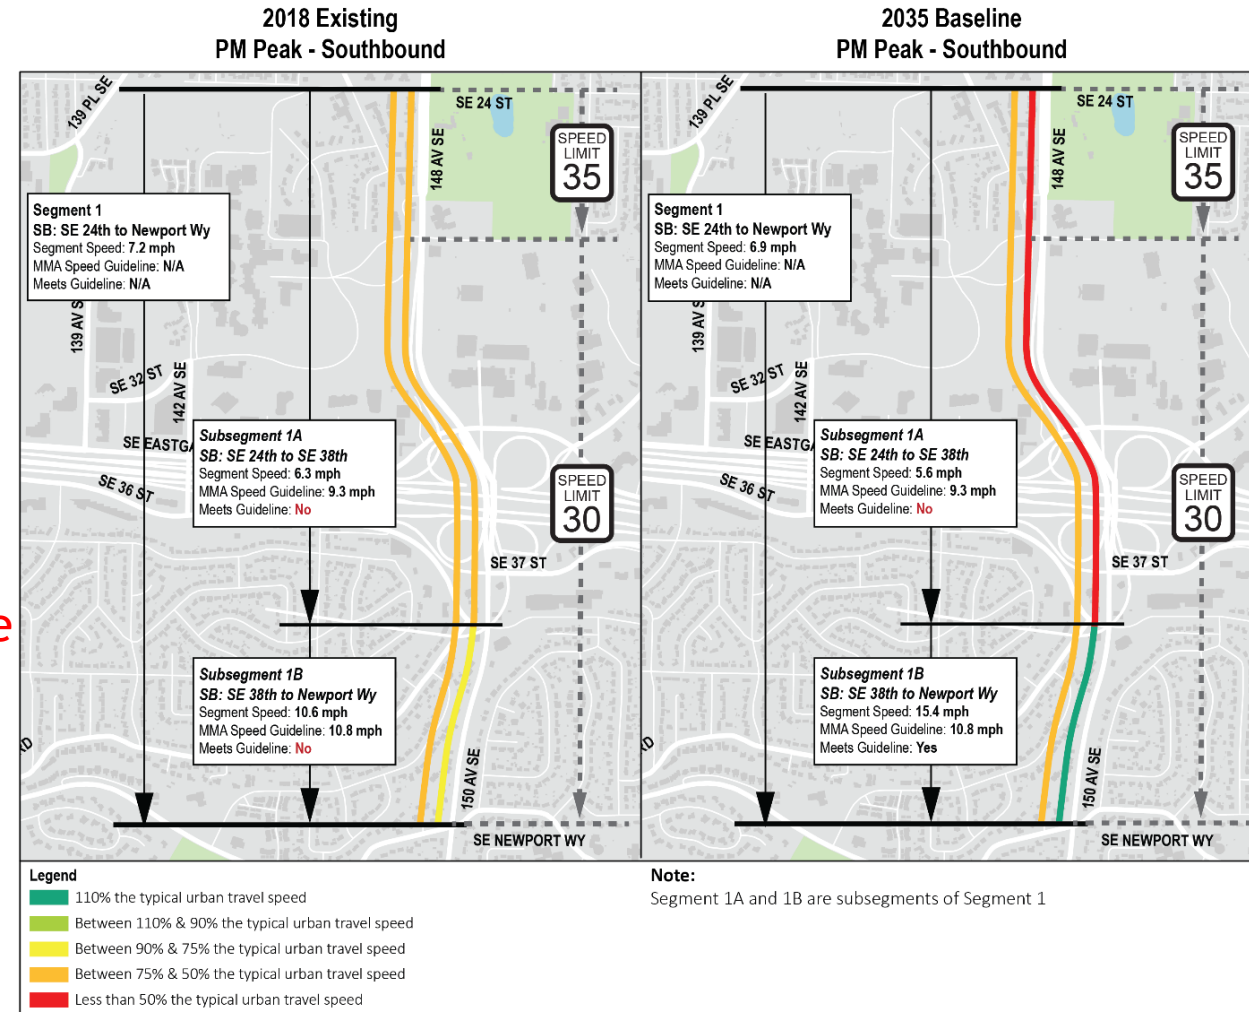 2018 Existing
PM Peak - Southbound
2035 Baseline
PM Peak - Southbound
139 PL SE
SE 24 ST
148 AV SE
SPEED
LIMIT
35
Segment 1
SB: SE 24th to Newport Wy
Segment Speed: 7.2 mph
MMA Speed Guideline: N/A
Meets Guideline: N/A
139 AV S
SE 32 ST
142 AV SE
SE EASTGA
SE 36 ST
Subsegment 1A
SB: SE 24th to SE 38th
Segment Speed: 6.3 mph
MMA Speed Guideline: 9.3 mph
Meets Guideline: No
SPEED
LIMIT
30
SE 37 ST
e
Subsegment 1B
SB: SE 38th to Newport Wy
Segment Speed: 10.6 mph
MMA Speed Guideline: 10.8 mph
Meets Guideline: No
RD
150 AV SE
SE NEWPORT WY
139 PL SE
SE 24 ST
148 AV SE
SPEED
LIMIT
35
Segment 1
SB: SE 24th to Newport Wy
Segment Speed: 6.9 mph
MMA Speed Guideline: N/A
Meets Guideline: N/A
139 AV S
SE 32 ST
142 AV SE
SE EASTGA
SE 36 ST
Subsegment 1A
SB: SE 24th to SE 38th
Segment Speed: 5.6 mph
MMA Speed Guideline: 9.3 mph
Meets Guideline: No
SPEED
LIMIT
30
SE 37 ST
Subsegment 1B
SB: SE 38th to Newport Wy
Segment Speed: 15.4 mph
MMA Speed Guideline: 10.8 mph
Meets Guideline: Yes
RD
150 AV SE
SE NEWPORT WY
Legend
110% the typical urban travel speed
Between 110% & 90% the typical urban travel speed
Between 90% & 75% the typical urban travel speed
Between 75% & 50% the typical urban travel speed
Less than 50% the typical urban travel speed
Note:
Segment 1A and 1B are subsegments of Segment 1